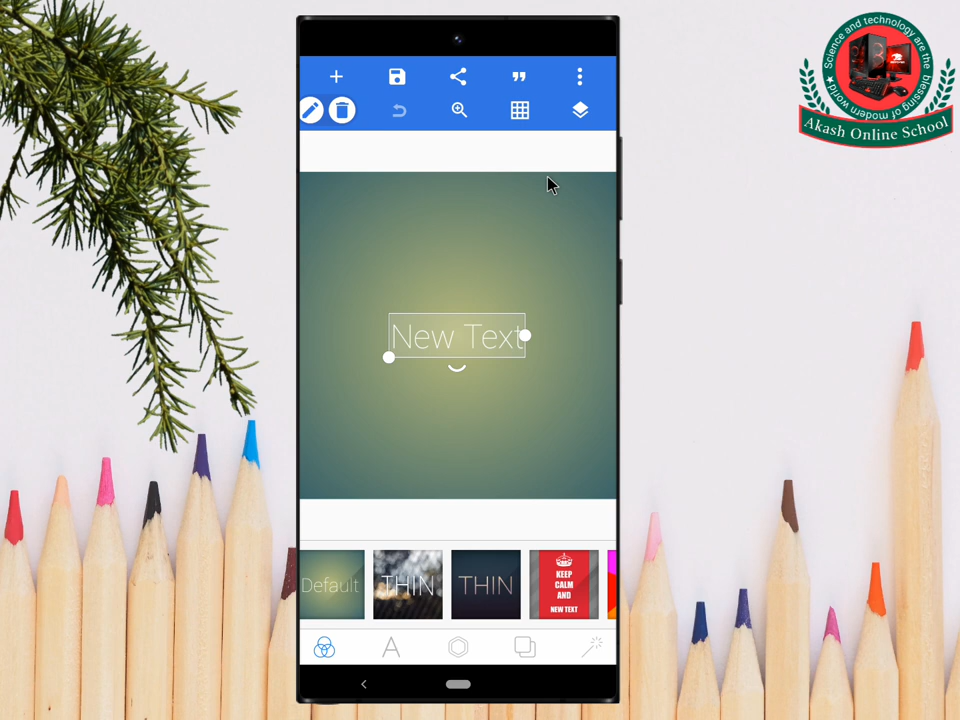 Science and technology are the blessing of modern world
Akash Online School
New Text
Default
THIN
THIN
KEEP
CALM
AND
NEW TEXT